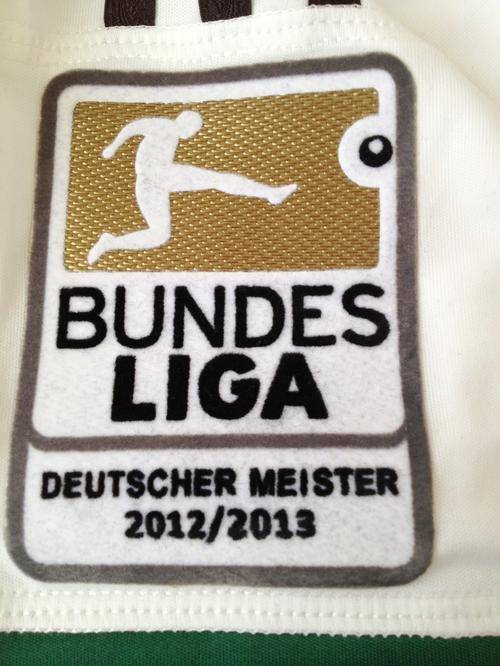 BUNDES
LIGA
DEUTSCHER MEISTER
2012/2013